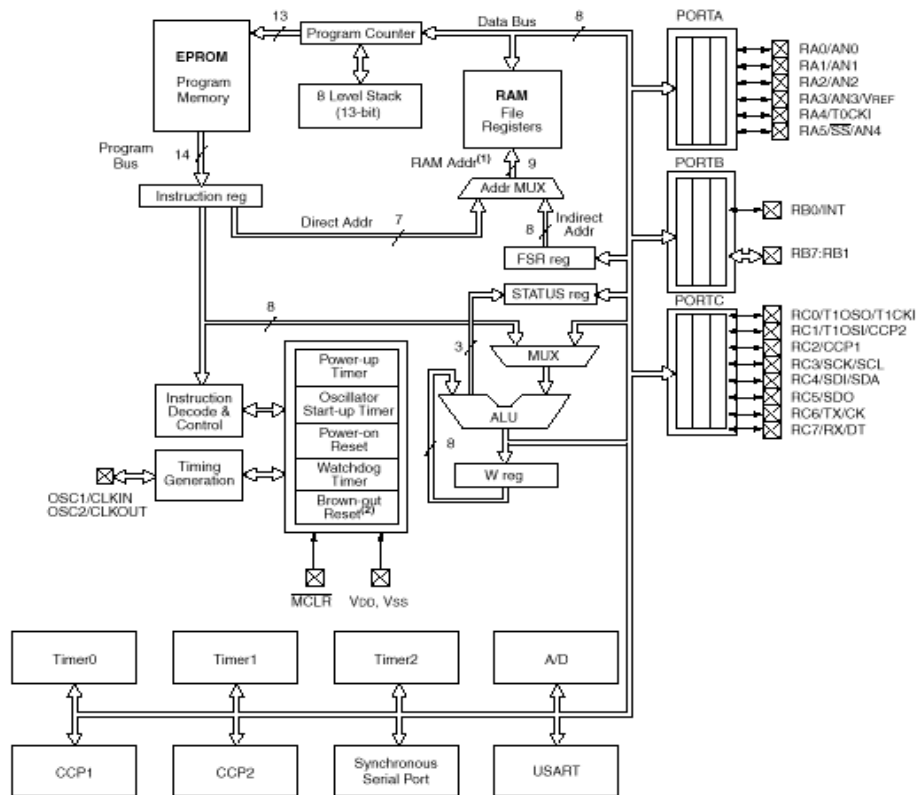 13
Data Bus
8
PORTA
EPROM
Program
Memory
Program Counter
8 Level Stack
(13-bit)
RAM
File
Registers
RA0/AN0
RA1/AN1
RA2/AN2
RA3/AN3/VREF
RA4/T0CKI
RA5/SS/AN4
Program
Bus
14
RAM Addr(1)
9
PORTB
Instruction reg
Addr MUX
Direct Addr
7
8
Indirect
Addr
RB0/INT
RB7:RB1
FSR reg
STATUS reg
PORTC
8
3
MUX
RC0/T1OSO/T1CKI
RC1/T1OSI/CCP2
RC2/CCP1
RC3/SCK/SCL
RC4/SDI/SDA
RC5/SDO
RC6/TX/CK
RC7/RX/DT
Power-up
Timer
Instruction
Decode &
Control
Oscillator
Start-up Timer
ALU
Power-on
Reset
8
Timing
Generation
Watchdog
Timer
W reg
OSC1/CLKIN
OSC2/CLKOUT
Brown-out
Reset(2)
MCLR
VDD, VSS
Timer0
Timer1
Timer2
A/D
CCP1
CCP2
Synchronous
Serial Port
USART